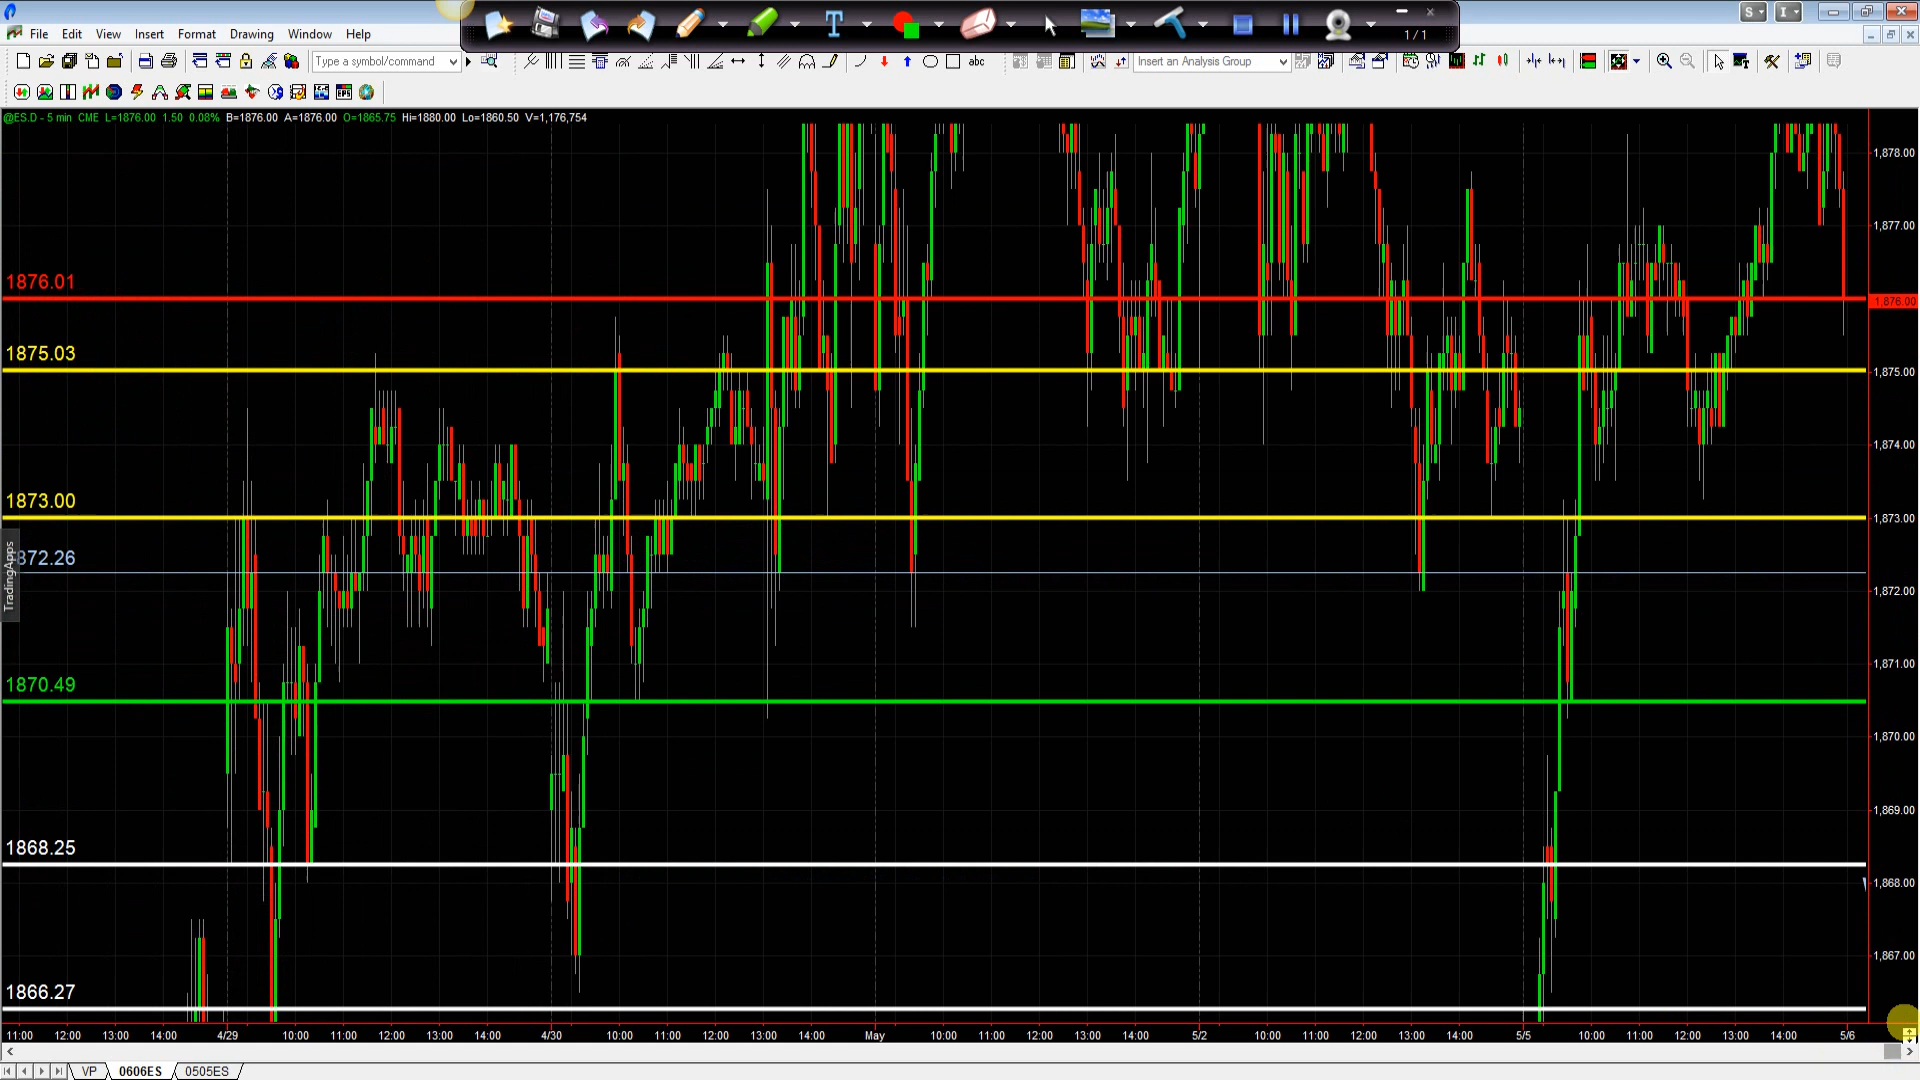 S I
File Edit View Insert Format Drawing Window Help
T
1 / 1
Type a symbol/command
abc
Insert an Analysis Group
@ES.D - 5 min CME L=1876.00 1.50 0.08% B=1876.00 A=1876.00 O=1865.75 Hi=1880.00 Lo=1860.50 V=1,176,754
1,878.00
1,877.00
1876.01
1,876.00
1875.03
1,875.00
1,874.00
1873.00
1,873.00
872.26
TradingApps
1,872.00
1,871.00
1870.49
1,870.00
1,869.00
1868.25
1,868.00
1,867.00
1866.27
11:00 12:00 13:00 14:00 4/29 10:00 11:00 12:00 13:00 14:00 4/30 10:00 11:00 12:00 13:00 14:00 May 10:00 11:00 12:00 13:00 14:00 5/2 10:00 11:00 12:00 13:00 14:00 5/5 10:00 11:00 12:00 13:00 14:00 5/6
VP 0606ES 0505ES